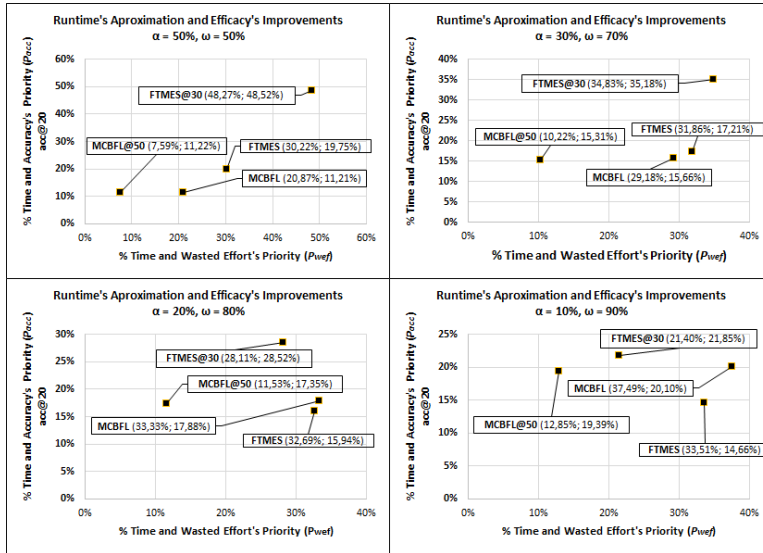 Runtime's Aproximation and Efficacy's Improvements
α = 50%, ω = 50%
% Time and Accuracy's Priority (Pacc)
acc@20
60%
50%
40%
30%
20%
10%
0%
FTMES@30 (48,27%; 48,52%)
MCBFL@50 (7,59%; 11,22%)
FTMES (30,22%; 19,75%)
MCBFL (20,87%; 11,21%)
0% 10% 20% 30% 40% 50% 60%
% Time and Wasted Effort's Priority (Pwef)
Runtime's Aproximation and Efficacy's Improvements
α = 30%, ω = 70%
% Time and Accuracy's Priority (Pacc)
acc@20
40%
35%
30%
25%
20%
15%
10%
5%
0%
FTMES@30 (34,83%; 35,18%)
MCBFL@50 (10,22%; 15,31%)
FTMES (31,86%; 17,21%)
MCBFL (29,18%; 15,66%)
0% 10% 20% 30% 40%
% Time and Wasted Effort's Priority (Pwef)
Runtime's Aproximation and Efficacy's Improvements
α = 20%, ω = 80%
% Time and Accuracy's Priority (Pacc)
acc@20
30%
25%
20%
15%
10%
5%
0%
FTMES@30 (28,11%; 28,52%)
MCBFL@50 (11,53%; 17,35%)
MCBFL (33,33%; 17,88%)
FTMES (32,69%; 15,94%)
0% 10% 20% 30% 40%
% Time and Wasted Effort's Priority (Pwef)
Runtime's Aproximation and Efficacy's Improvements
α = 10%, ω = 90%
% Time and Accuracy's Priority (Pacc)
acc@20
25%
20%
15%
10%
5%
0%
FTMES@30 (21,40%; 21,85%)
MCBFL (37,49%; 20,10%)
MCBFL@50 (12,85%; 19,39%)
FTMES (33,51%; 14,66%)
0% 10% 20% 30% 40%
% Time and Wasted Effort's Priority (Pwef)